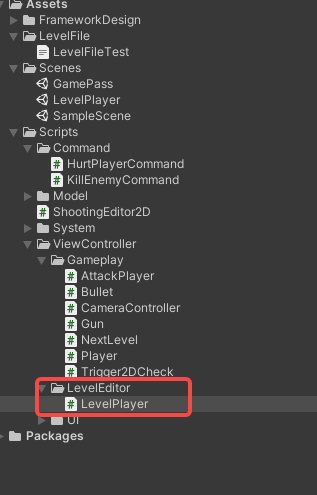 Assets
FrameworkDesign
LevelFile
LevelFileTest
Scenes
GamePass
LevelPlayer
SampleScene
Scripts
Command
HurtPlayerCommand
KillEnemyCommand
Model
ShootingEditor2D
System
ViewController
Gameplay
AttackPlayer
Bullet
CameraController
Gun
NextLevel
Player
Trigger2DCheck
LevelEditor
LevelPlayer
UI
Packages